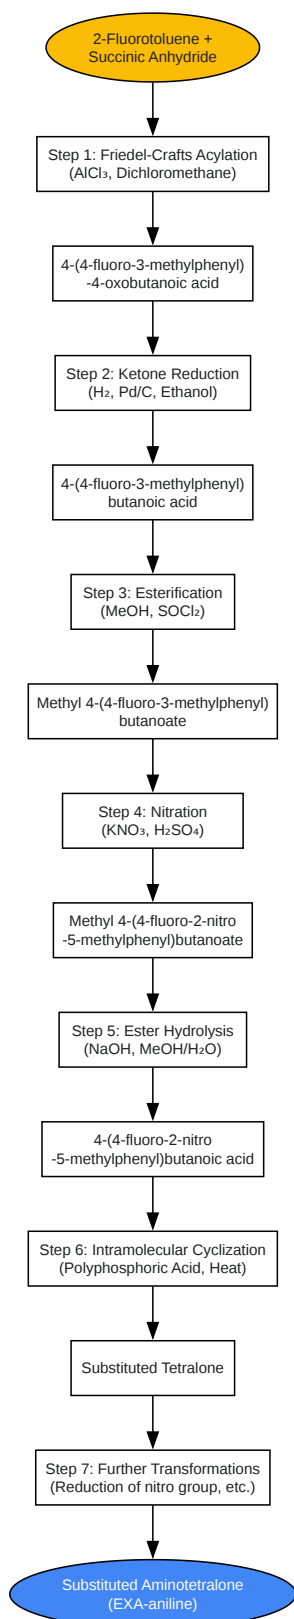 2-Fluorotoluene +
Succinic Anhydride
Step 1: Friedel-Crafts Acylation
(AlCl₃, Dichloromethane)
4-(4-fluoro-3-methylphenyl)
-4-oxobutanoic acid
Step 2: Ketone Reduction
(H₂, Pd/C, Ethanol)
4-(4-fluoro-3-methylphenyl)
butanoic acid
Step 3: Esterification
(MeOH, SOCl₂)
Methyl 4-(4-fluoro-3-methylphenyl)
butanoate
Step 4: Nitration
(KNO₃, H₂SO₄)
Methyl 4-(4-fluoro-2-nitro
-5-methylphenyl)butanoate
Step 5: Ester Hydrolysis
(NaOH, MeOH/H₂O)
4-(4-fluoro-2-nitro
-5-methylphenyl)butanoic acid
Step 6: Intramolecular Cyclization
(Polyphosphoric Acid, Heat)
Substituted Tetralone
Step 7: Further Transformations
(Reduction of nitro group, etc.)
Substituted Aminotetralone
(EXA-aniline)